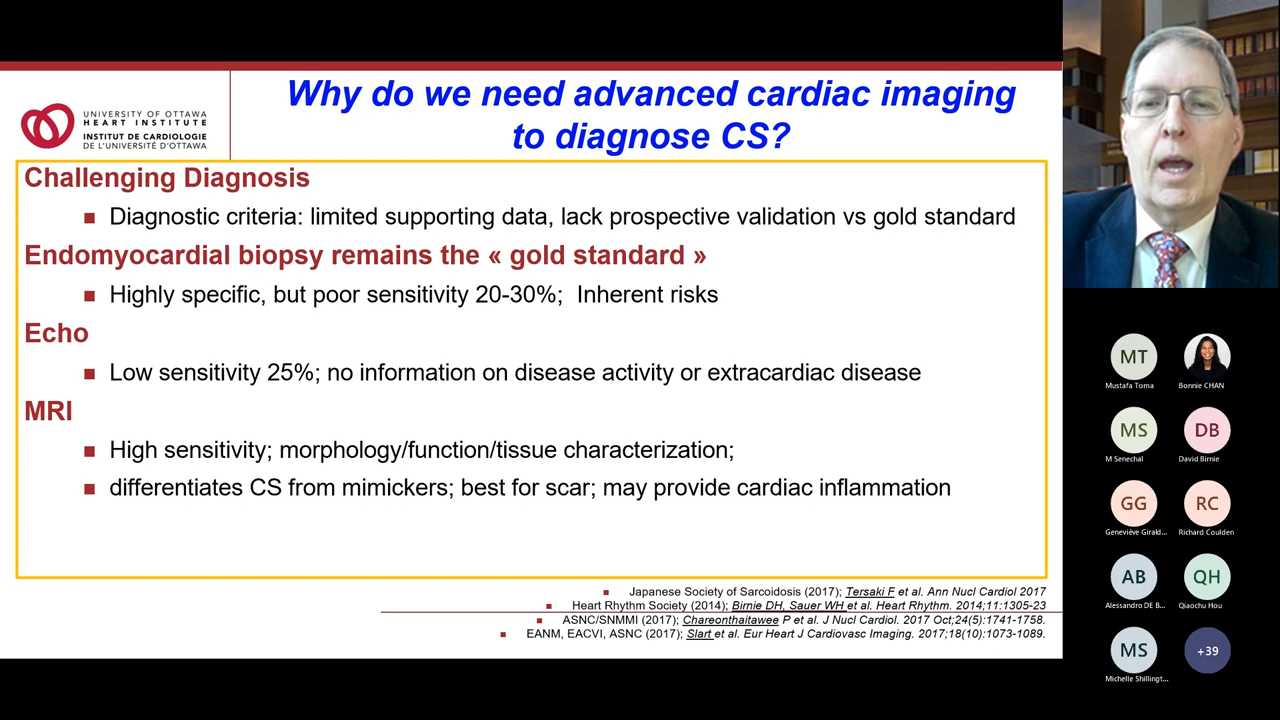 UNIVERSITY OF OTTAWA
HEART INSTITUTE
INSTITUT DE CARDIOLOGIE
DE L'UNIVERSITÉ D'OTTAWA
Why do we need advanced cardiac imaging
to diagnose CS?
Challenging Diagnosis
■ Diagnostic criteria: limited supporting data, lack prospective validation vs gold standard
Endomyocardial biopsy remains the « gold standard »
■ Highly specific, but poor sensitivity 20-30%; Inherent risks
Echo
■ Low sensitivity 25%; no information on disease activity or extracardiac disease
MRI
■ High sensitivity; morphology/function/tissue characterization;
■ differentiates CS from mimickers; best for scar; may provide cardiac inflammation
■ Japanese Society of Sarcoidosis (2017); Tersaki F et al. Ann Nucl Cardiol 2017
■ Heart Rhythm Society (2014); Birnie DH, Sauer WH et al. Heart Rhythm. 2014;11:1305-23
■ ASNC/SNMMI (2017); Chareonthaitawee P et al. J Nucl Cardiol. 2017 Oct;24(5):1741-1758.
■ EANM, EACVI, ASNC (2017); Slart et al. Eur Heart J Cardiovasc Imaging. 2017;18(10):1073-1089.
MT
Mustafa Toma
Bonnie CHAN
MS
M Senechal
DB
David Birnie
GG
Geneviève Girald...
RC
Richard Coulden
AB
Alessandro DE B...
QH
Qiaochu Hou
MS
Michelle Shillingt...
+39